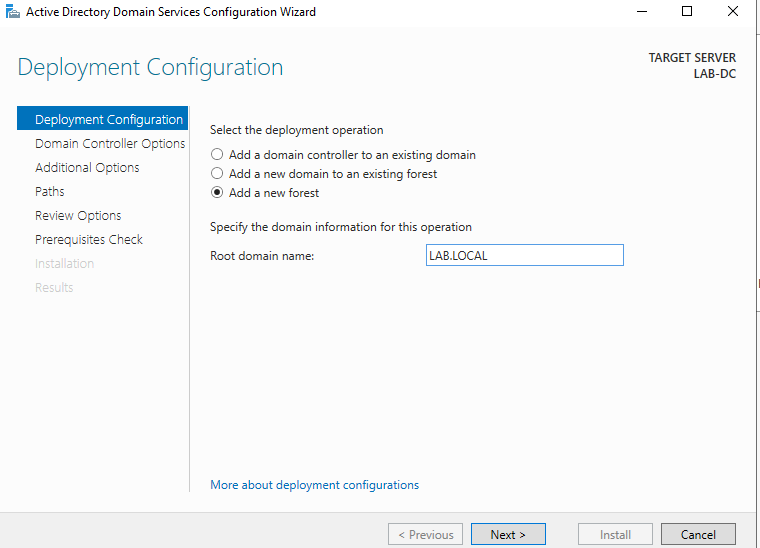 Active Directory Domain Services Configuration Wizard
Deployment Configuration
TARGET SERVER
LAB-DC
Deployment Configuration
Domain Controller Options
Additional Options
Paths
Review Options
Prerequisites Check
Installation
Results
Select the deployment operation
Add a domain controller to an existing domain
Add a new domain to an existing forest
Add a new forest
Specify the domain information for this operation
Root domain name:
LAB.LOCAL
More about deployment configurations
< Previous
Next >
Install
Cancel